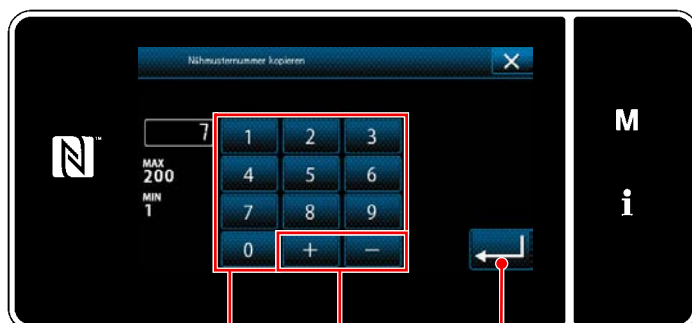 Nähmusternummer kopieren
7
1 2 3
MAX
200
4 5 6
MIN
1
7 8 9
0 + −
M
i
N